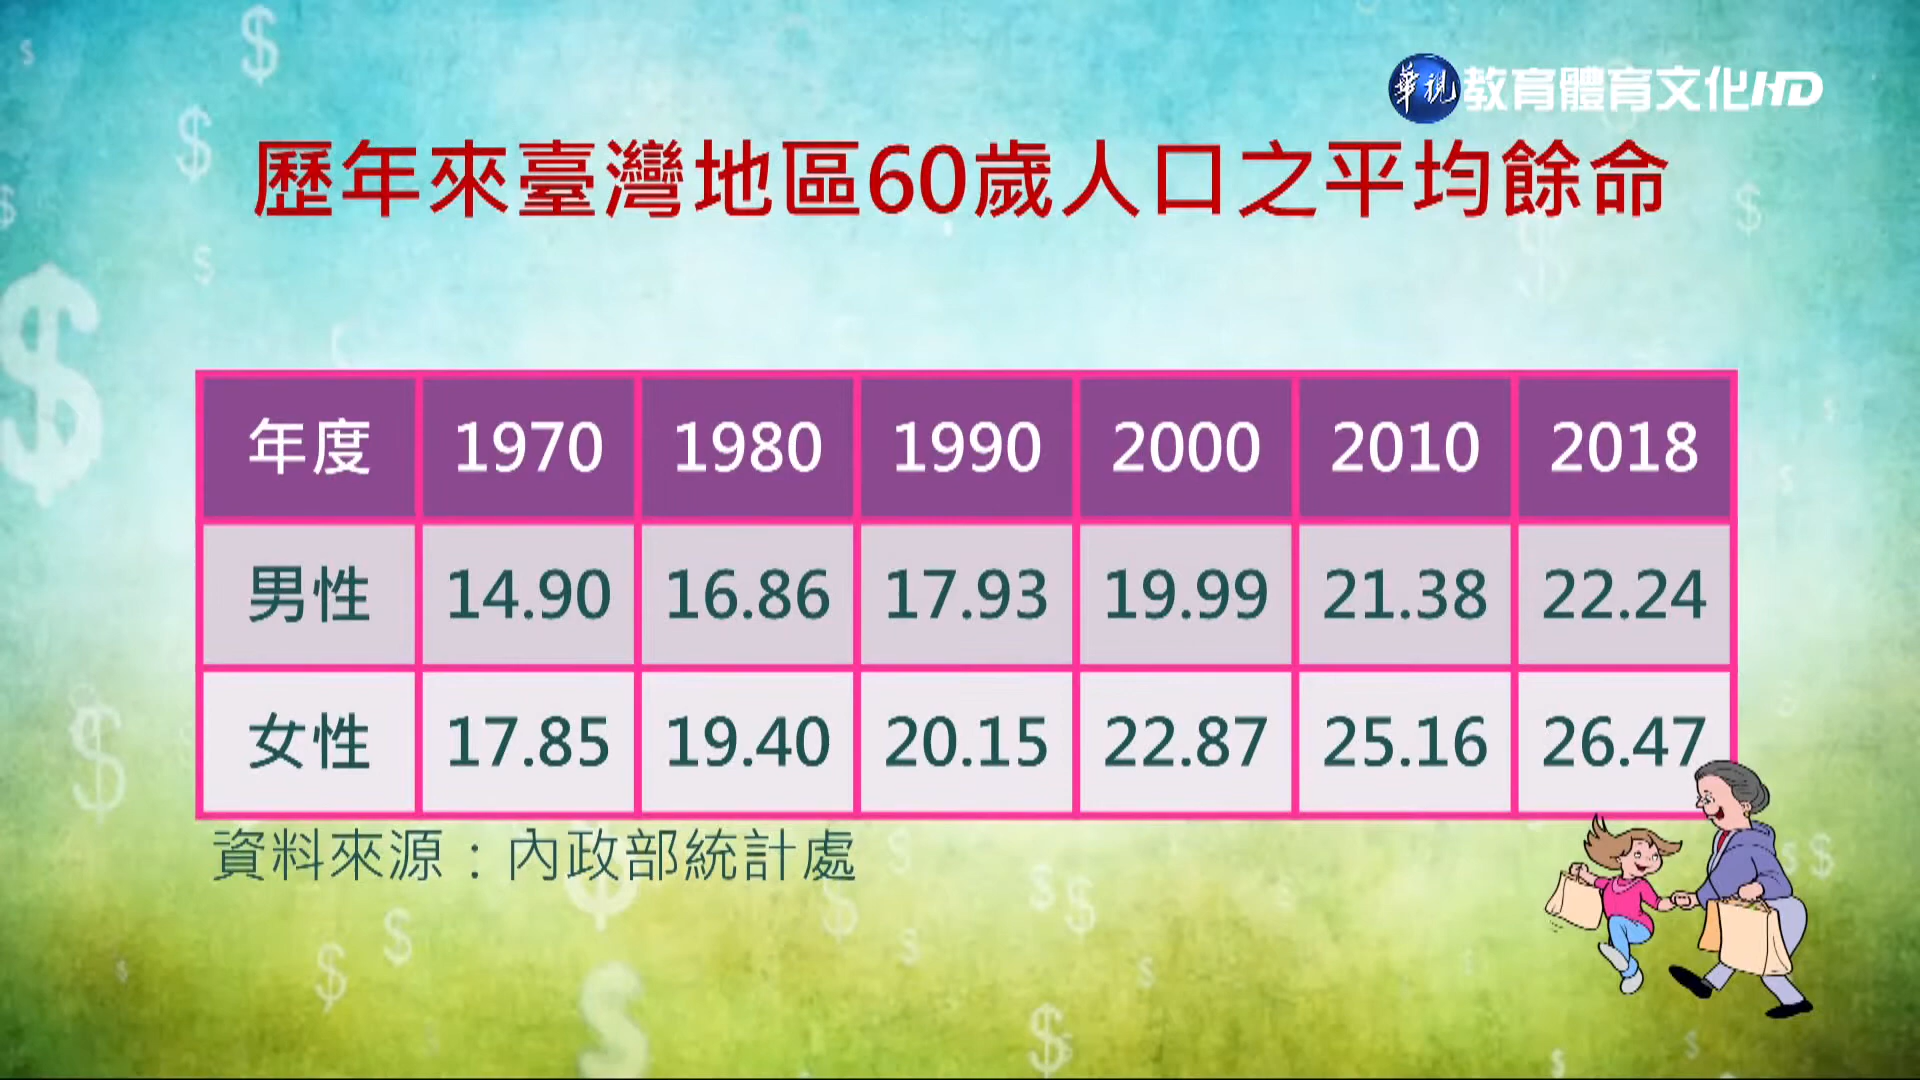 華視 教育體育文化HD
歷年來臺灣地區60歲人口之平均餘命
年度 1970 1980 1990 2000 2010 2018
男性 14.90 16.86 17.93 19.99 21.38 22.24
女性 17.85 19.40 20.15 22.87 25.16 26.47
資料來源：內政部統計處